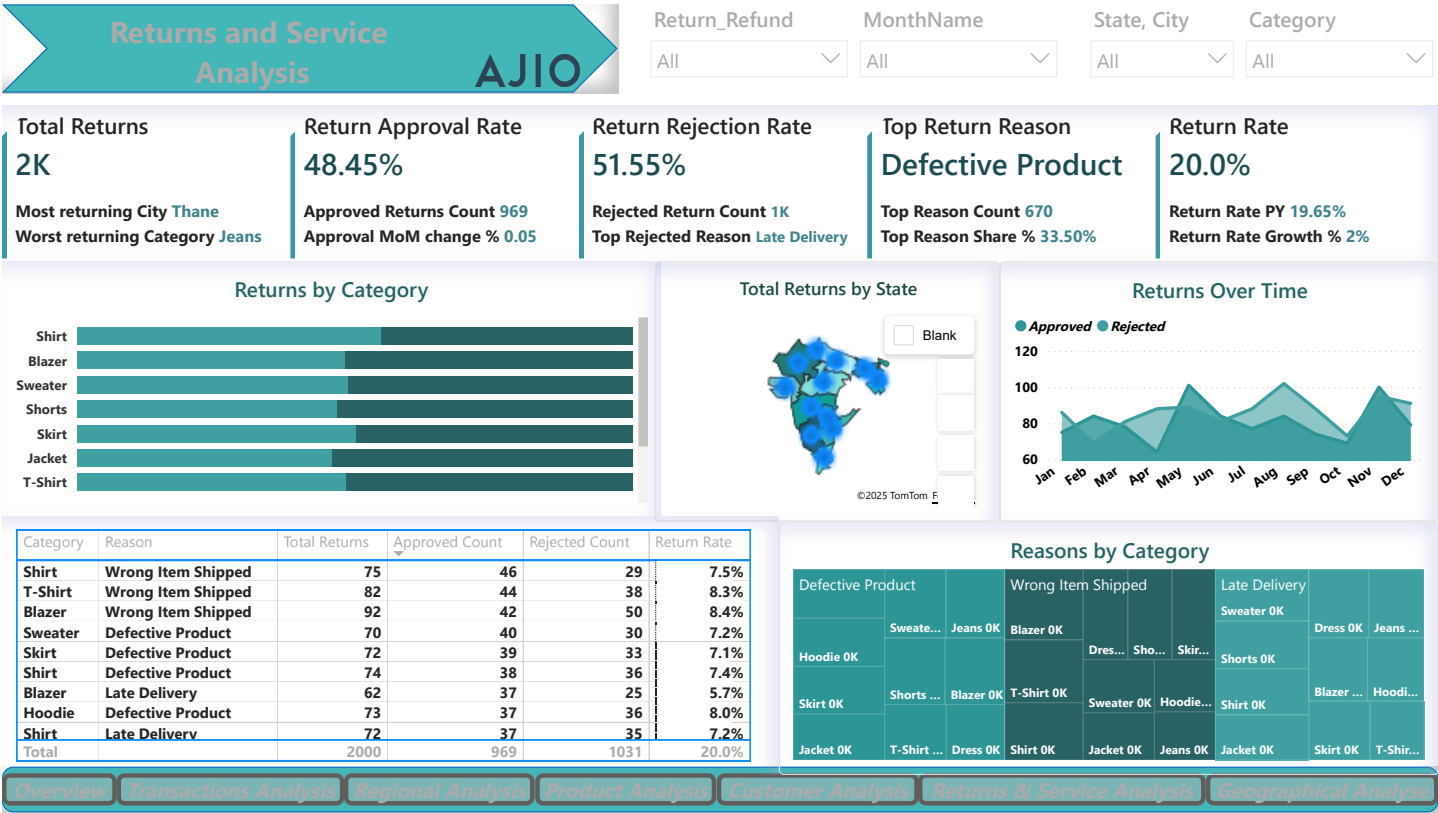 Returns and Service
Analysis
AJIO
Return_Refund
All
MonthName
All
State, City
All
Category
All
Total Returns
2K
Most returning City Thane
Worst returning Category Jeans
Return Approval Rate
48.45%
Approved Returns Count 969
Approval MoM change % 0.05
Return Rejection Rate
51.55%
Rejected Return Count 1K
Top Rejected Reason Late Delivery
Top Return Reason
Defective Product
Top Reason Count 670
Top Reason Share % 33.50%
Return Rate
20.0%
Return Rate PY 19.65%
Return Rate Growth % 2%
Returns by Category
Shirt
Blazer
Sweater
Shorts
Skirt
Jacket
T-Shirt
Total Returns by State
Blank
©2025 TomTom
Returns Over Time
Approved Rejected
120
100
80
60
Jan Feb Mar Apr May Jun Jul Aug Sep Oct Nov Dec
Category Reason Total Returns Approved Count Rejected Count Return Rate
Shirt Wrong Item Shipped 75 46 29 7.5%
T-Shirt Wrong Item Shipped 82 44 38 8.3%
Blazer Wrong Item Shipped 92 42 50 8.4%
Sweater Defective Product 70 40 30 7.2%
Skirt Defective Product 72 39 33 7.1%
Shirt Defective Product 74 38 36 7.4%
Blazer Late Delivery 62 37 25 5.7%
Hoodie Defective Product 73 37 36 8.0%
Shirt Late Delivery 72 37 35 7.2%
Total 2000 969 1031 20.0%
Reasons by Category
Defective Product
Hoodie 0K
Skirt 0K
Jacket 0K
Sweate...
Jeans 0K
Shorts ...
Blazer 0K
T-Shirt ...
Dress 0K
Wrong Item Shipped
Blazer 0K
T-Shirt 0K
Shirt 0K
Dres...
Sho...
Skir...
Sweater 0K
Hoodie...
Jacket 0K
Jeans 0K
Late Delivery
Sweater 0K
Shorts 0K
Shirt 0K
Jacket 0K
Dress 0K
Jeans ...
Blazer ...
Hoodi...
Skirt 0K
T-Shir...
Overview
Transactions Analysis
Regional Analysis
Product Analysis
Customer Analysis
Returns & Service Analysis
Geographical Analyse